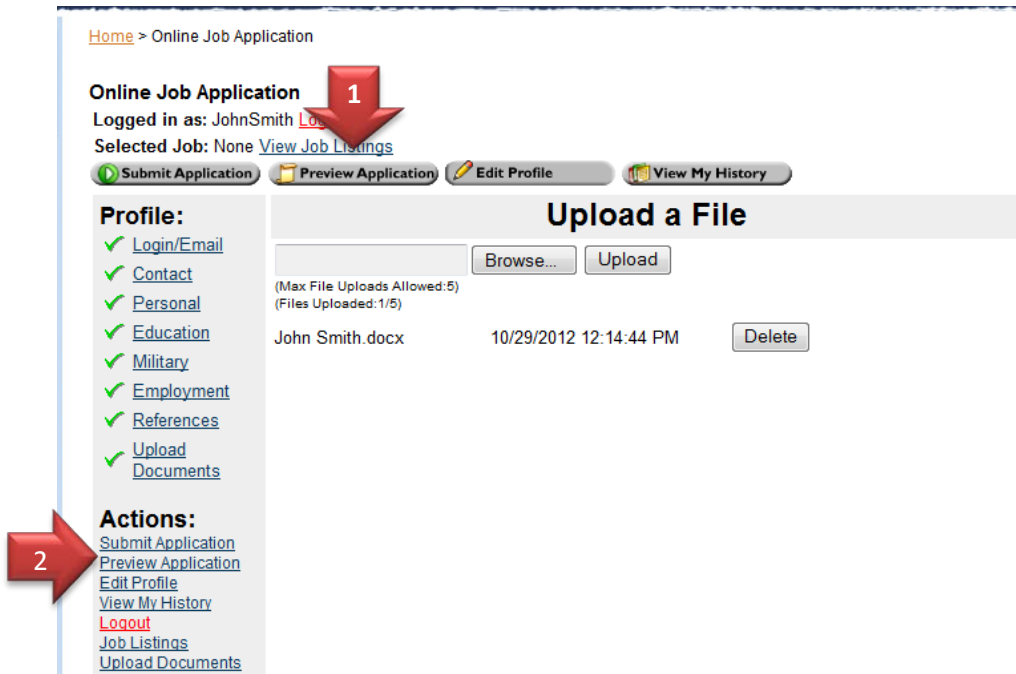 Home > Online Job Application
Online Job Application
1
Logged in as: JohnSmith
Selected Job: None View Job Listings
Submit Application Preview Application Edit Profile View My History
Profile:
Login/Email
Contact
Personal
Education
Military
Employment
References
Upload
Documents
Actions:
Submit Application
2
Preview Application
Edit Profile
View My History
Logout
Job Listings
Upload Documents
Upload a File
Browse... Upload
(Max File Uploads Allowed:5)
(Files Uploaded:1/5)
John Smith.docx 10/29/2012 12:14:44 PM Delete